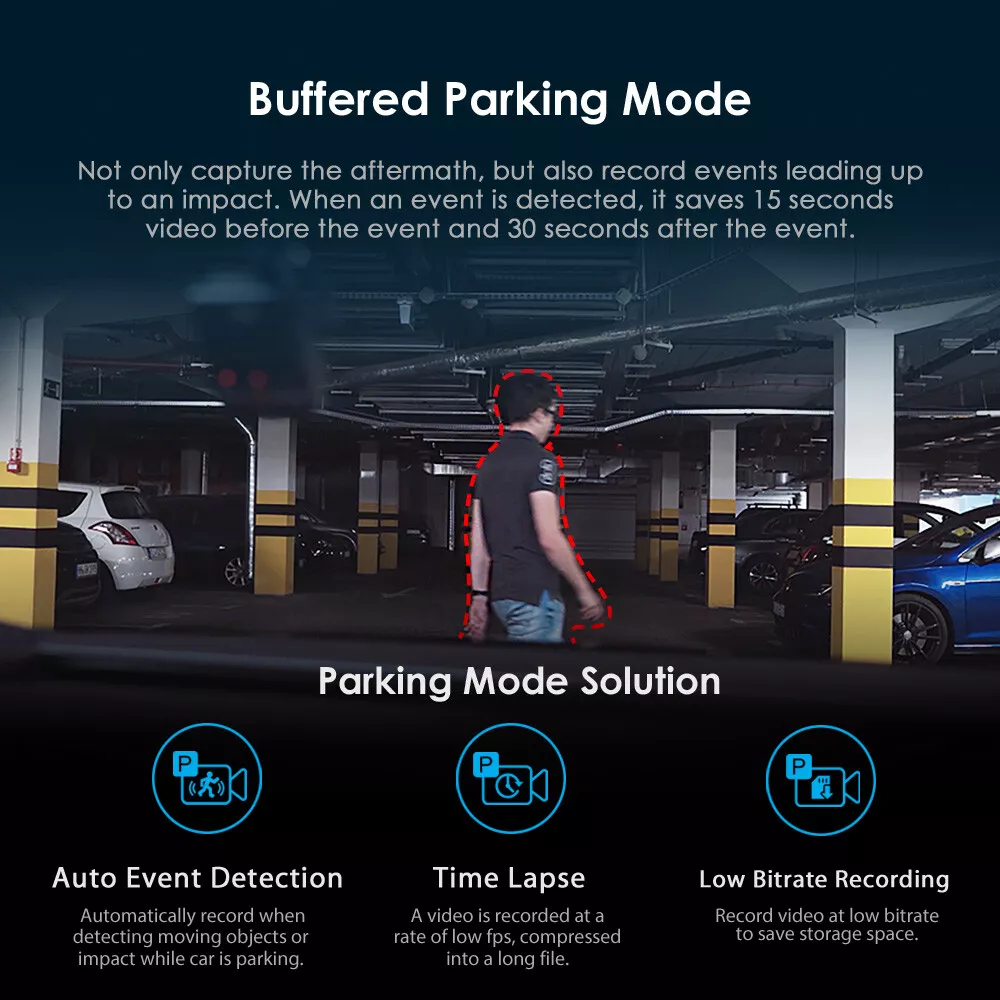 Buffered Parking Mode
Not only capture the aftermath, but also record events leading up
to an impact. When an event is detected, it saves 15 seconds
video before the event and 30 seconds after the event.
Parking Mode Solution
P
P
P
Auto Event Detection
Automatically record when
detecting moving objects or
impact while car is parking.
Time Lapse
A video is recorded at a
rate of low fps, compressed
into a long file.
Low Bitrate Recording
Record video at low bitrate
to save storage space.